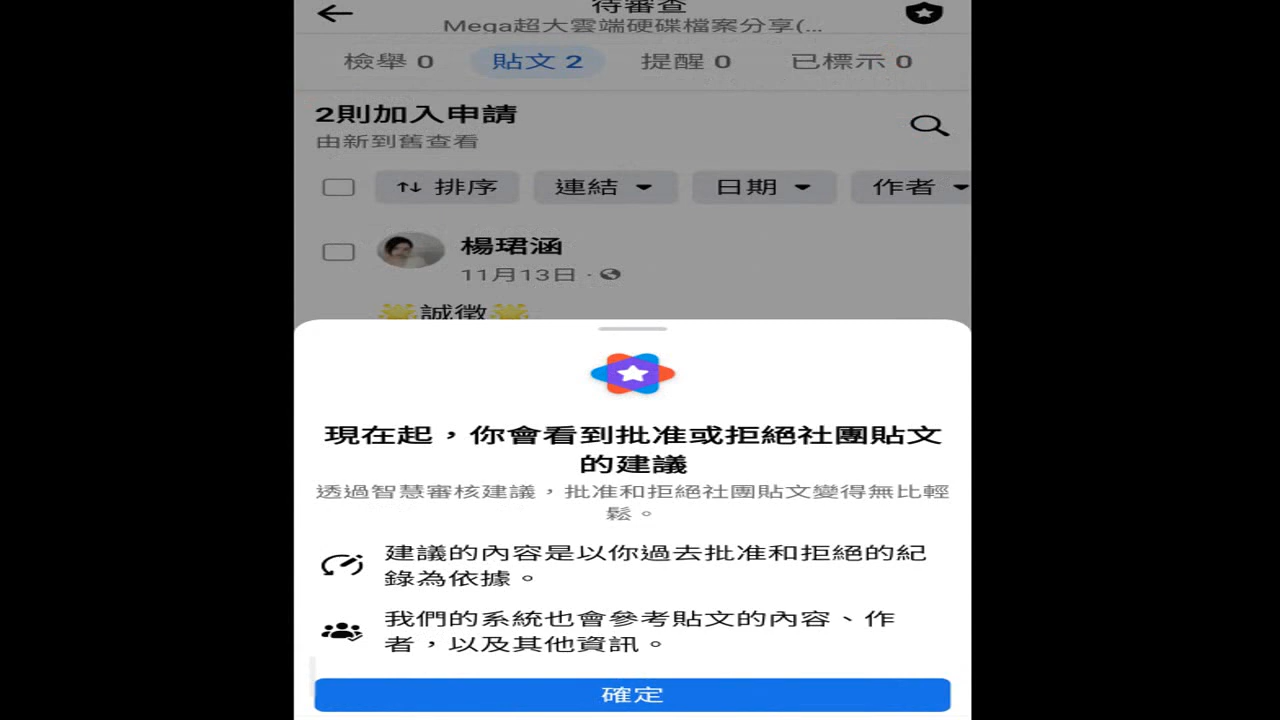 待審查
Mega超大雲端硬碟檔案分享(...
檢舉 0
貼文 2
提醒 0
已標示 0
2則加入申請
由新到舊查看
排序
連結
日期
作者
楊珺涵
11月13日 ·
🌟誠徵🌟
現在起，你會看到批准或拒絕社團貼文
的建議
透過智慧審核建議，批准和拒絕社團貼文變得無比輕
鬆。
建議的內容是以你過去批准和拒絕的紀
錄為依據。
我們的系統也會參考貼文的內容、作
者，以及其他資訊。
確定